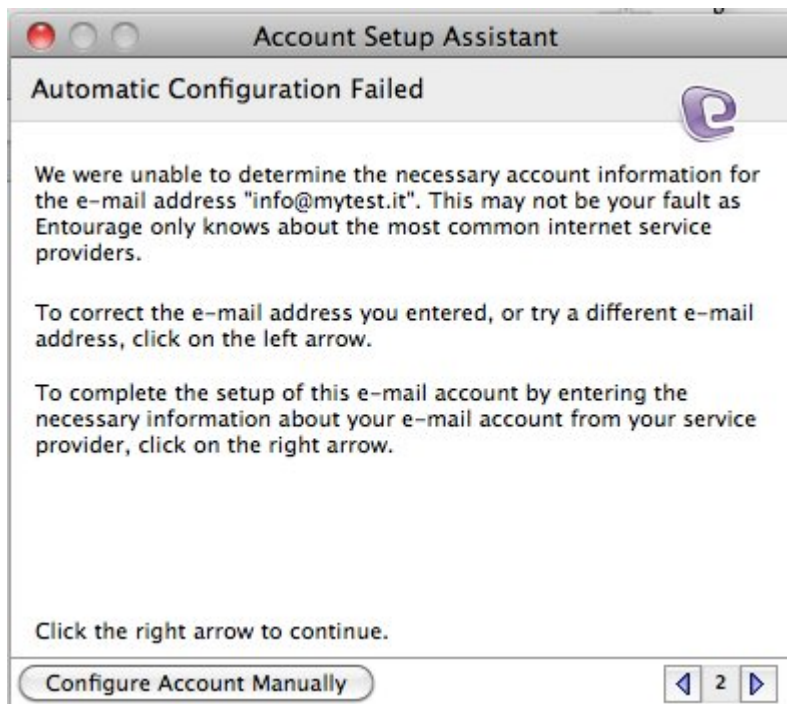 Account Setup Assistant
Automatic Configuration Failed
We were unable to determine the necessary account information for
the e-mail address "info@mytest.it". This may not be your fault as
Entourage only knows about the most common internet service
providers.
To correct the e-mail address you entered, or try a different e-mail
address, click on the left arrow.
To complete the setup of this e-mail account by entering the
necessary information about your e-mail account from your service
provider, click on the right arrow.
Click the right arrow to continue.
Configure Account Manually
2